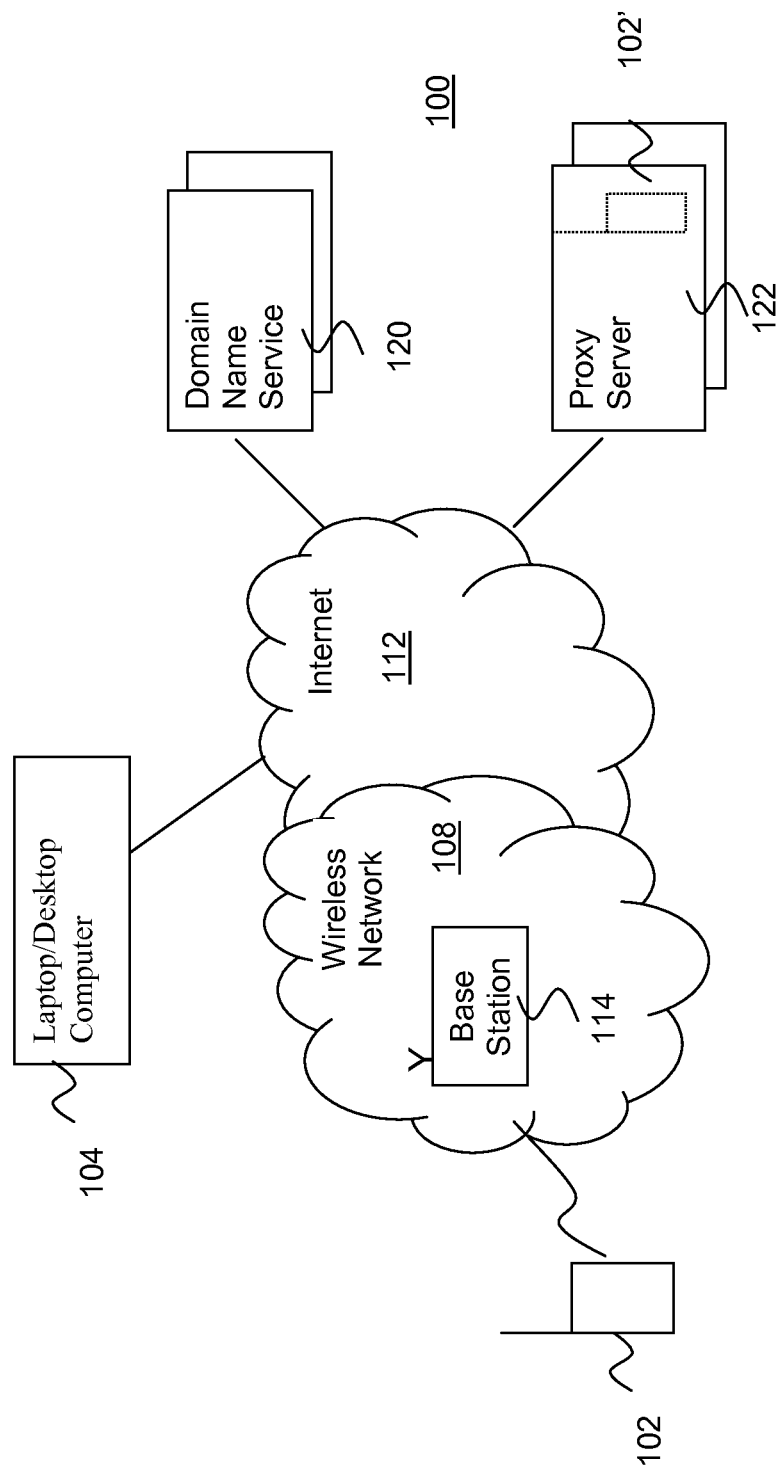 104
Laptop/Desktop
Computer
102
Wireless
Network
108
Base
Station
114
Internet
112
Domain
Name
Service
120
100
Proxy
Server
122
102’